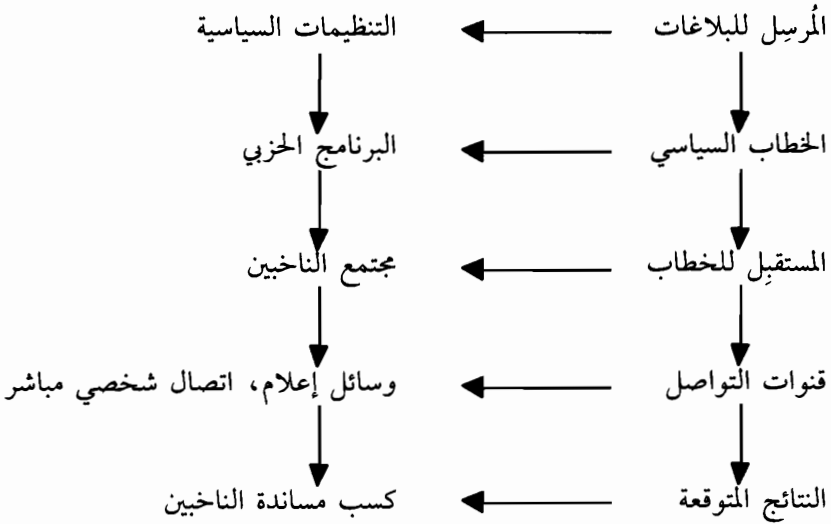 المُرسِل للبلاغات التنظيمات السياسية
الخطاب السياسي البرنامج الحزبي
المستقبِل للخطاب مجتمع الناخبين
قنوات التواصل وسائل إعلام، اتصال شخصي مباشر
النتائج المتوقعة كسب مساندة الناخبين